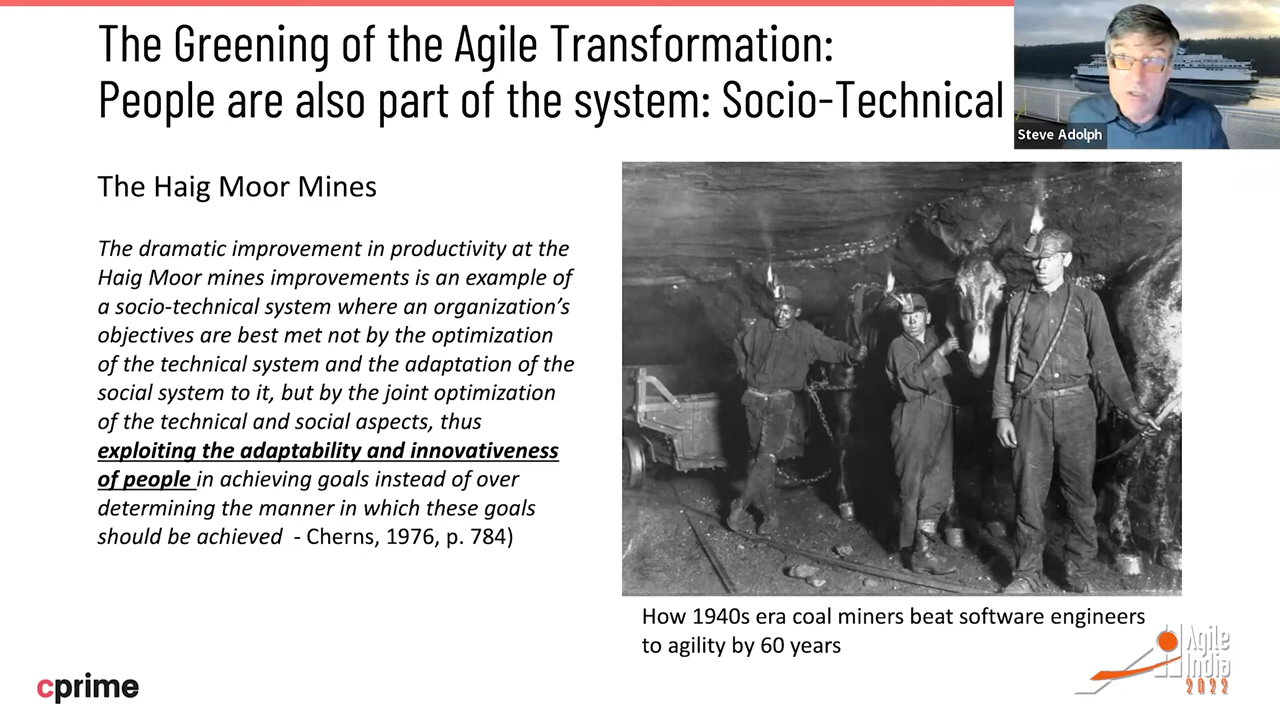 The Greening of the Agile Transformation:
People are also part of the system: Socio-Technical
Steve Adolph
The Haig Moor Mines
The dramatic improvement in productivity at the
Haig Moor mines improvements is an example of
a socio-technical system where an organization’s
objectives are best met not by the optimization
of the technical system and the adaptation of the
social system to it, but by the joint optimization
of the technical and social aspects, thus
exploiting the adaptability and innovativeness
of people in achieving goals instead of over
determining the manner in which these goals
should be achieved - Cherns, 1976, p. 784)
How 1940s era coal miners beat software engineers
to agility by 60 years
cprime
Agile
India
2022